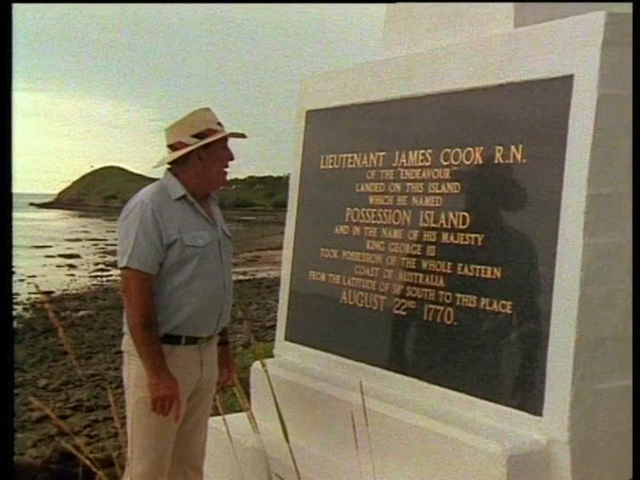 LIEUTENANT JAMES COOK R.N.
OF THE "ENDEAVOUR"
LANDED ON THIS ISLAND
WHICH HE NAMED
POSSESSION ISLAND
AND IN THE NAME OF HIS MAJESTY
KING GEORGE III
TOOK POSSESSION OF THE WHOLE EASTERN
COAST OF AUSTRALIA
FROM THE LATITUDE OF 38° SOUTH TO THIS PLACE
AUGUST 22ND 1770.